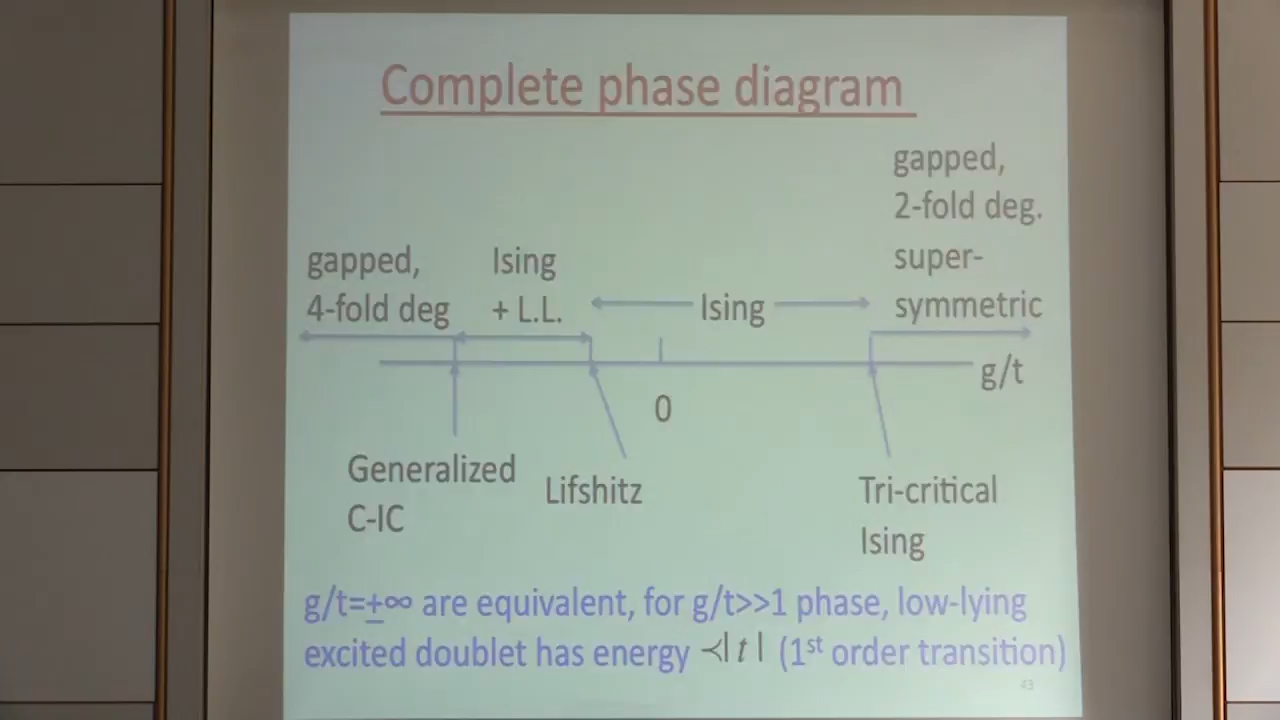 Complete phase diagram
gapped,
2-fold deg.
super-
symmetric
gapped,
4-fold deg
Ising
+ L.L.
Ising
g/t
0
Generalized
C-IC
Lifshitz
Tri-critical
Ising
g/t=±∞ are equivalent, for g/t>>1 phase, low-lying
excited doublet has energy ≺|t| (1st order transition)
43